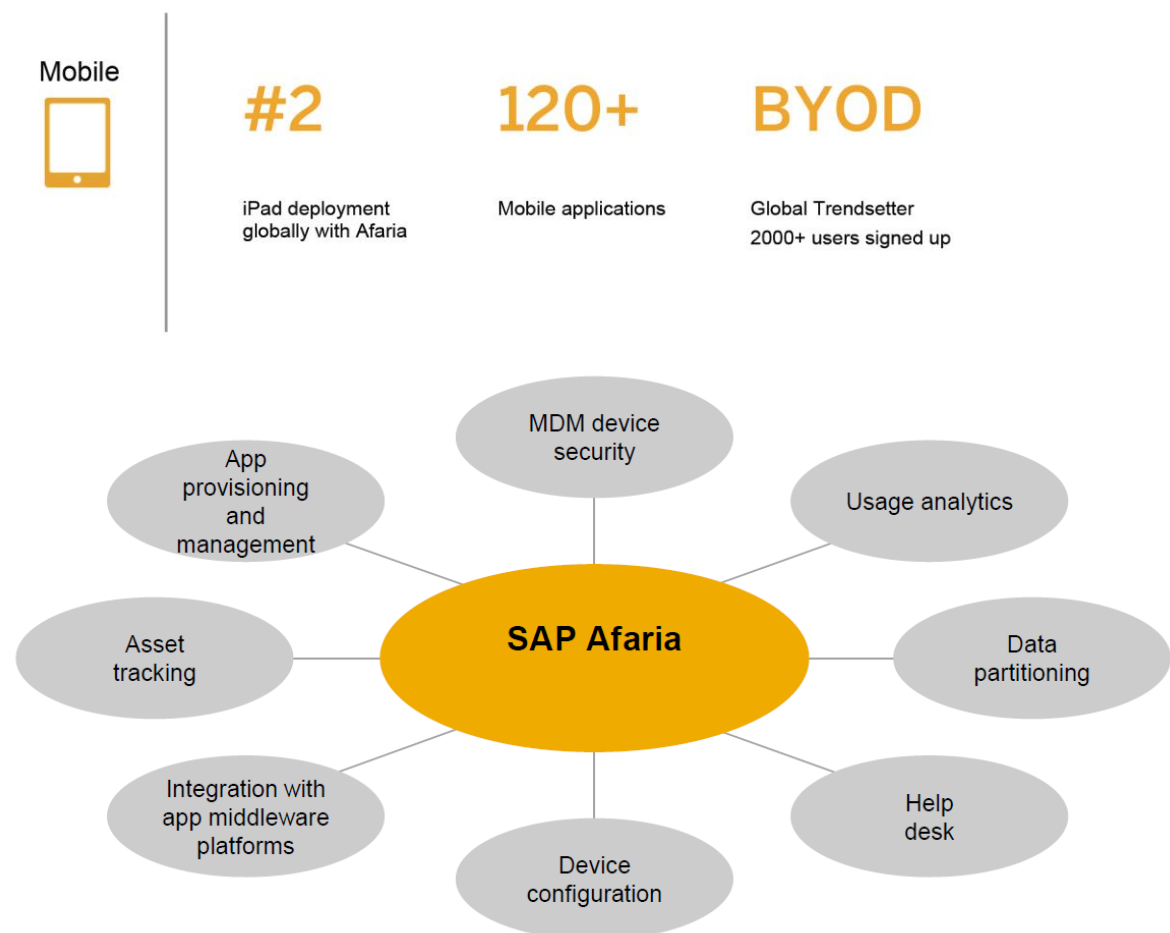 Mobile
#2
120+
BYOD
iPad deployment
globally with Afaria
Mobile applications
Global Trendsetter
2000+ users signed up
MDM device
security
App
provisioning
and
management
Usage analytics
SAP Afaria
Asset
tracking
Data
partitioning
Integration with
app middleware
platforms
Help
desk
Device
configuration